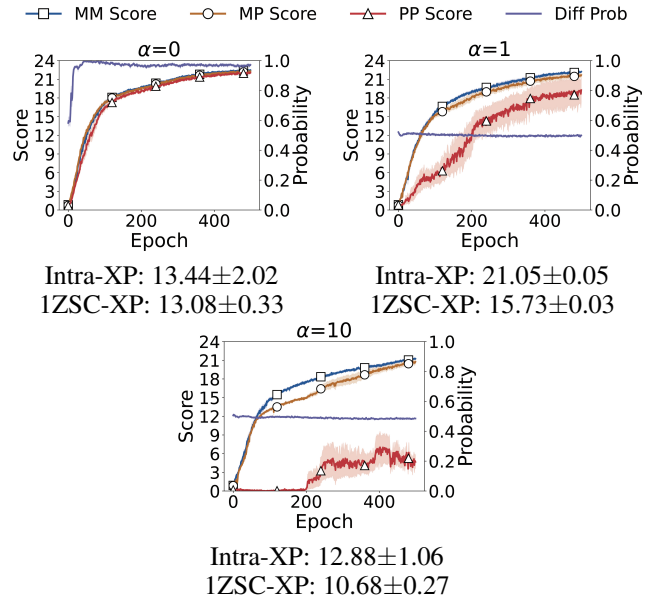 MM Score MP Score PP Score Diff Prob
α=0
24
21
18
15
12
9
6
3
0
1.0
0.8
0.6
0.4
0.2
0.0
0 200 400
Score
Probability
Epoch
Intra-XP: 13.44±2.02
1ZSC-XP: 13.08±0.33
α=1
24
21
18
15
12
9
6
3
0
1.0
0.8
0.6
0.4
0.2
0.0
0 200 400
Score
Probability
Epoch
Intra-XP: 21.05±0.05
1ZSC-XP: 15.73±0.03
α=10
24
21
18
15
12
9
6
3
0
1.0
0.8
0.6
0.4
0.2
0.0
0 200 400
Score
Probability
Epoch
Intra-XP: 12.88±1.06
1ZSC-XP: 10.68±0.27